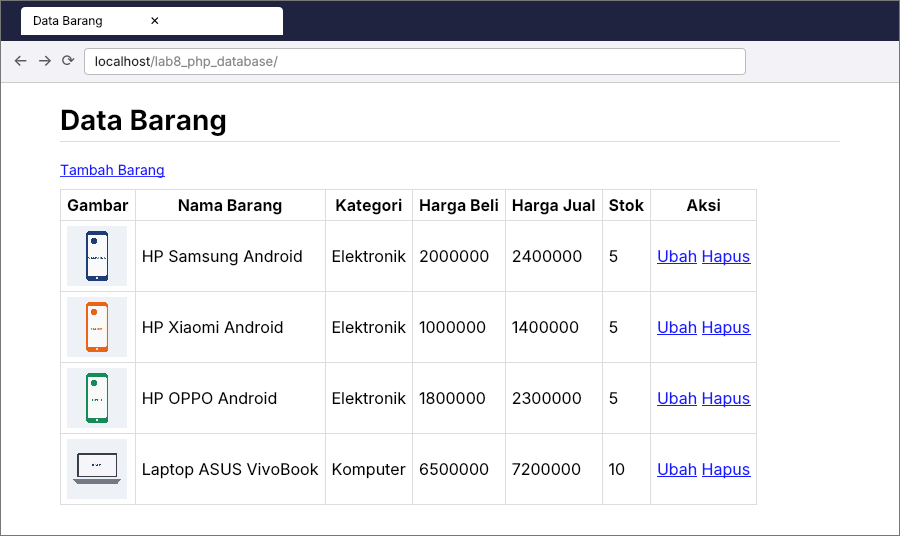 Data Barang ✕
localhost/lab8_php_database/
Data Barang
Tambah Barang
Gambar Nama Barang Kategori Harga Beli Harga Jual Stok Aksi
HP Samsung Android Elektronik 2000000 2400000 5 Ubah Hapus
HP Xiaomi Android Elektronik 1000000 1400000 5 Ubah Hapus
HP OPPO Android Elektronik 1800000 2300000 5 Ubah Hapus
Laptop ASUS VivoBook Komputer 6500000 7200000 10 Ubah Hapus